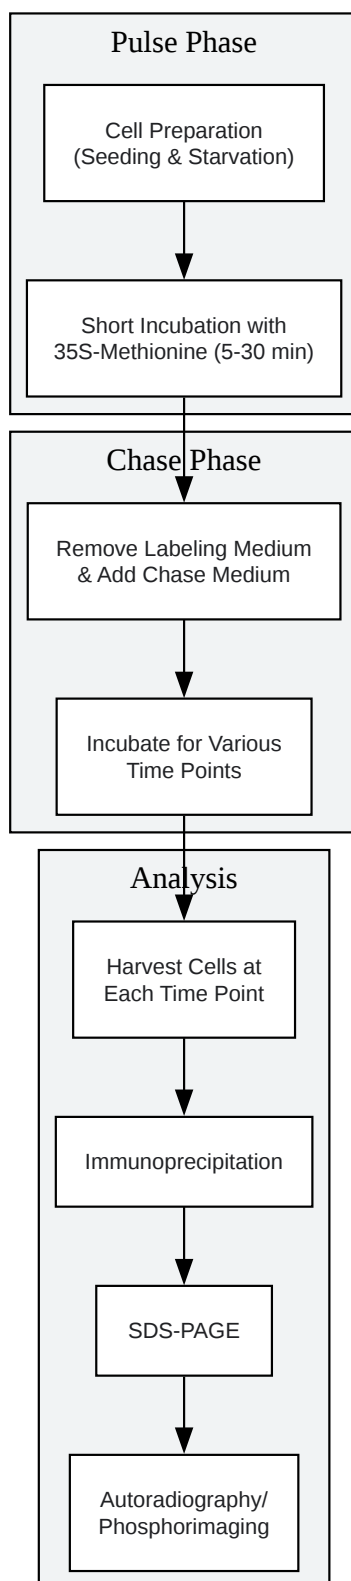 Pulse Phase
Cell Preparation
(Seeding & Starvation)
Short Incubation with
35S-Methionine (5-30 min)
Chase Phase
Remove Labeling Medium
& Add Chase Medium
Incubate for Various
Time Points
Analysis
Harvest Cells at
Each Time Point
Immunoprecipitation
SDS-PAGE
Autoradiography/
Phosphorimaging